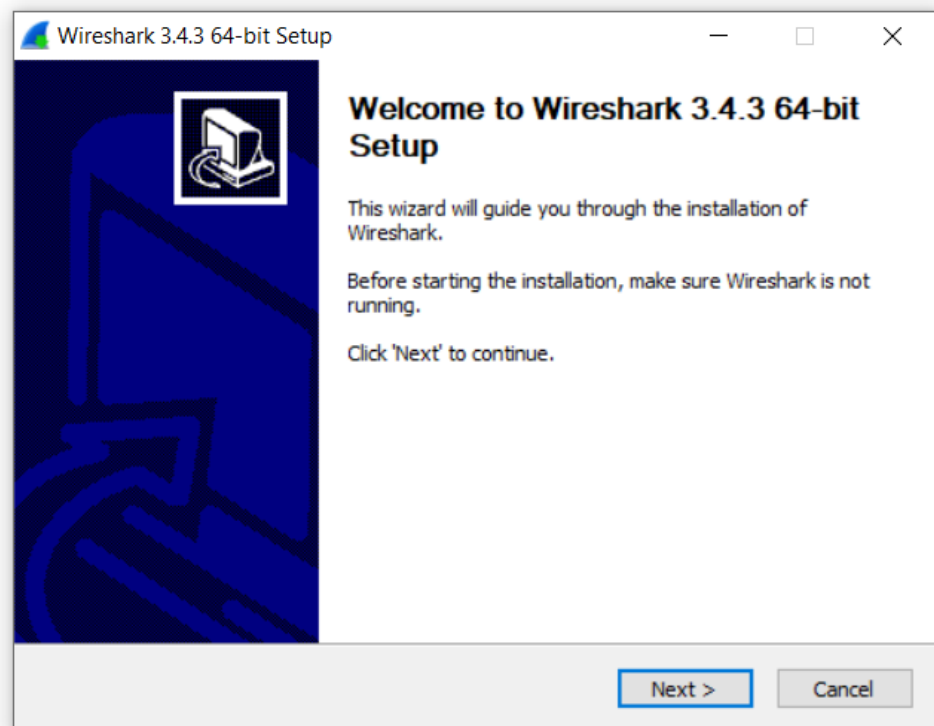 Wireshark 3.4.3 64-bit Setup
Welcome to Wireshark 3.4.3 64-bit
Setup
This wizard will guide you through the installation of
Wireshark.
Before starting the installation, make sure Wireshark is not
running.
Click 'Next' to continue.
Next >
Cancel